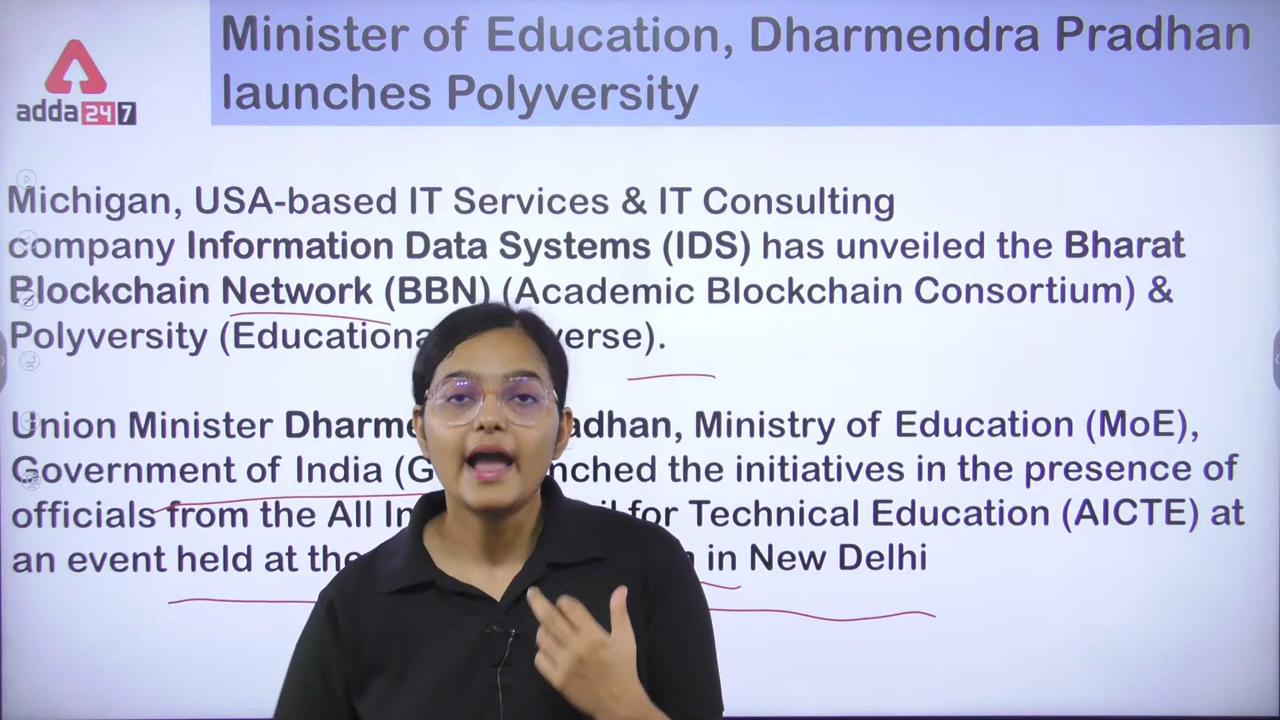 Minister of Education, Dharmendra Pradhan
launches Polyversity
adda247
Michigan, USA-based IT Services & IT Consulting
company Information Data Systems (IDS) has unveiled the Bharat
Blockchain Network (BBN) (Academic Blockchain Consortium) &
Polyversity (Educationa verse).
Union Minister Dharme adhan, Ministry of Education (MoE),
Government of India (G nched the initiatives in the presence of
officials from the All In l for Technical Education (AICTE) at
an event held at the in New Delhi